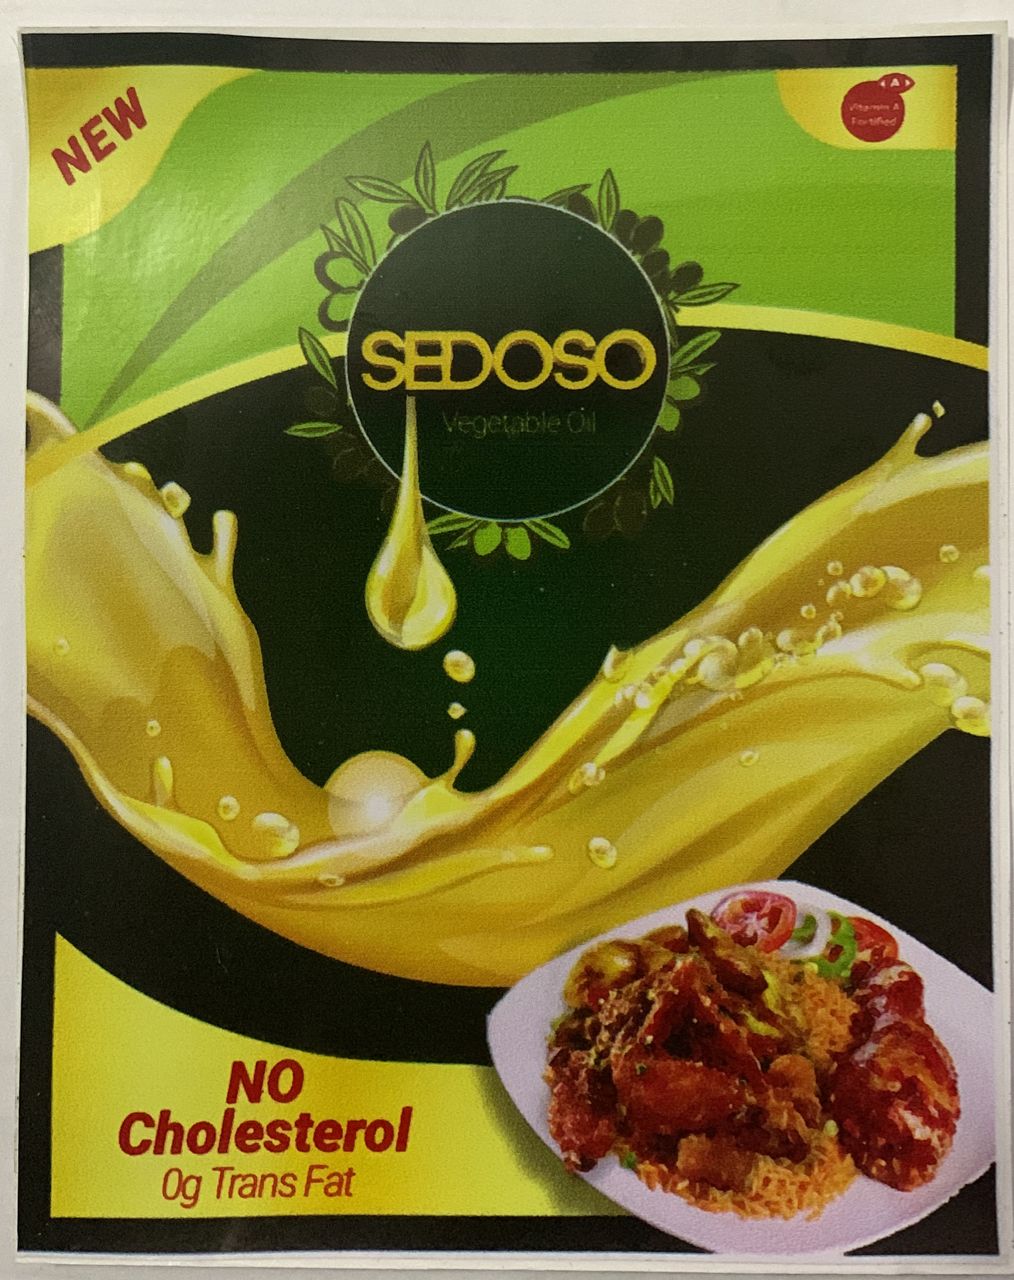 NEW
A
Vitamin A
Fortified
SEDOSO
Vegetable Oil
NO
Cholesterol
0g Trans Fat